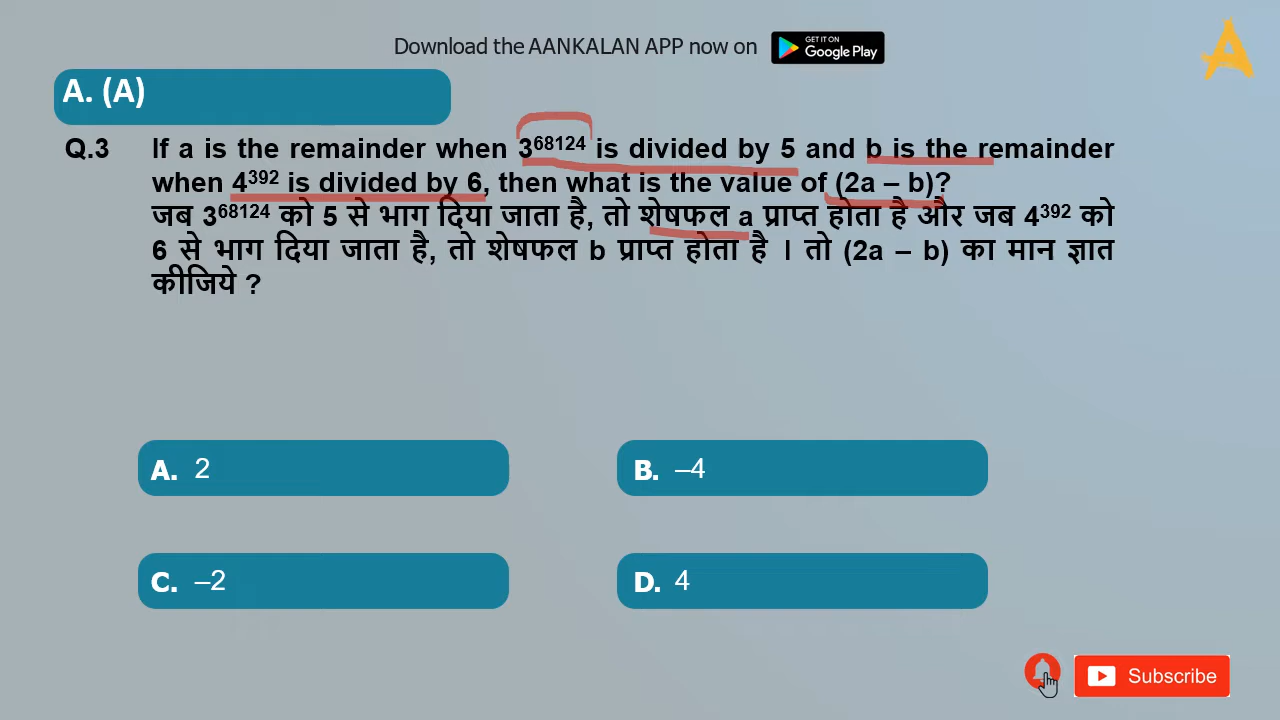 Download the AANKALAN APP now on
GET IT ON
Google Play
A. (A)
Q.3 If a is the remainder when 3⁶⁸¹²⁴ is divided by 5 and b is the remainder
when 4³⁹² is divided by 6, then what is the value of (2a – b)?
जब 3⁶⁸¹²⁴ को 5 से भाग दिया जाता है, तो शेषफल a प्राप्त होता है और जब 4³⁹² को
6 से भाग दिया जाता है, तो शेषफल b प्राप्त होता है । तो (2a – b) का मान ज्ञात
कीजिये ?
A. 2
B. –4
C. –2
D. 4
Subscribe